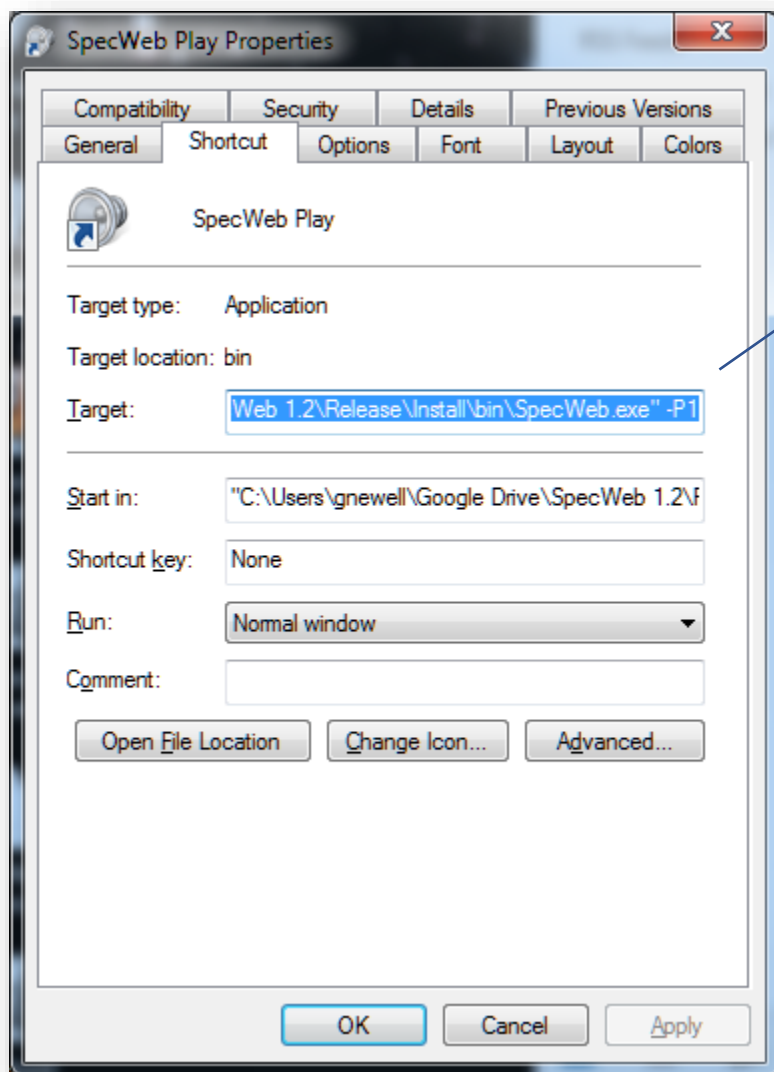 SpecWeb Play Properties
Compatibility Security Details Previous Versions
General Shortcut Options Font Layout Colors
SpecWeb Play
Target type: Application
Target location: bin
Target: Web 1.2\Release\Install\bin\SpecWeb.exe" -P1
Start in: "C:\Users\gnewell\Google Drive\SpecWeb 1.2\F
Shortcut key: None
Run: Normal window
Comment:
Open File Location Change Icon... Advanced...
OK Cancel Apply